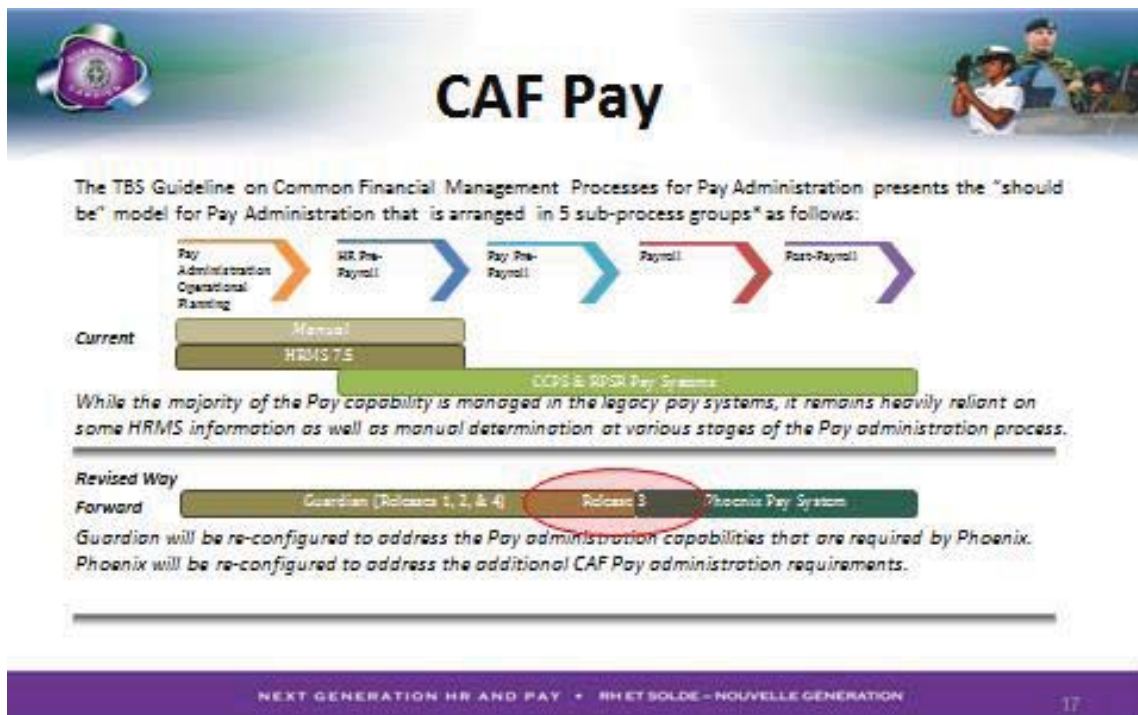 GUARDIAN
GARDIEN
CAF Pay
The TBS Guideline on Common Financial Management Processes for Pay Administration presents the "should
be" model for Pay Administration that is arranged in 5 sub-process groups* as follows:
Pay
Administration
Operational
Planning
HR Pre-
Payroll
Pay Pre-
Payroll
Payroll
Post-Payroll
Current
Manual
HRMS 7.5
CCPS & RPSR Pay Systems
While the majority of the Pay capability is managed in the legacy pay systems, it remains heavily reliant on
some HRMS information as well as manual determination at various stages of the Pay administration process.
Revised Way
Forward
Guardian (Releases 1, 2, & 4)
Release 3
Phoenix Pay System
Guardian will be re-configured to address the Pay administration capabilities that are required by Phoenix.
Phoenix will be re-configured to address the additional CAF Pay administration requirements.
NEXT GENERATION HR AND PAY • RH ET SOLDE – NOUVELLE GÉNÉRATION
17